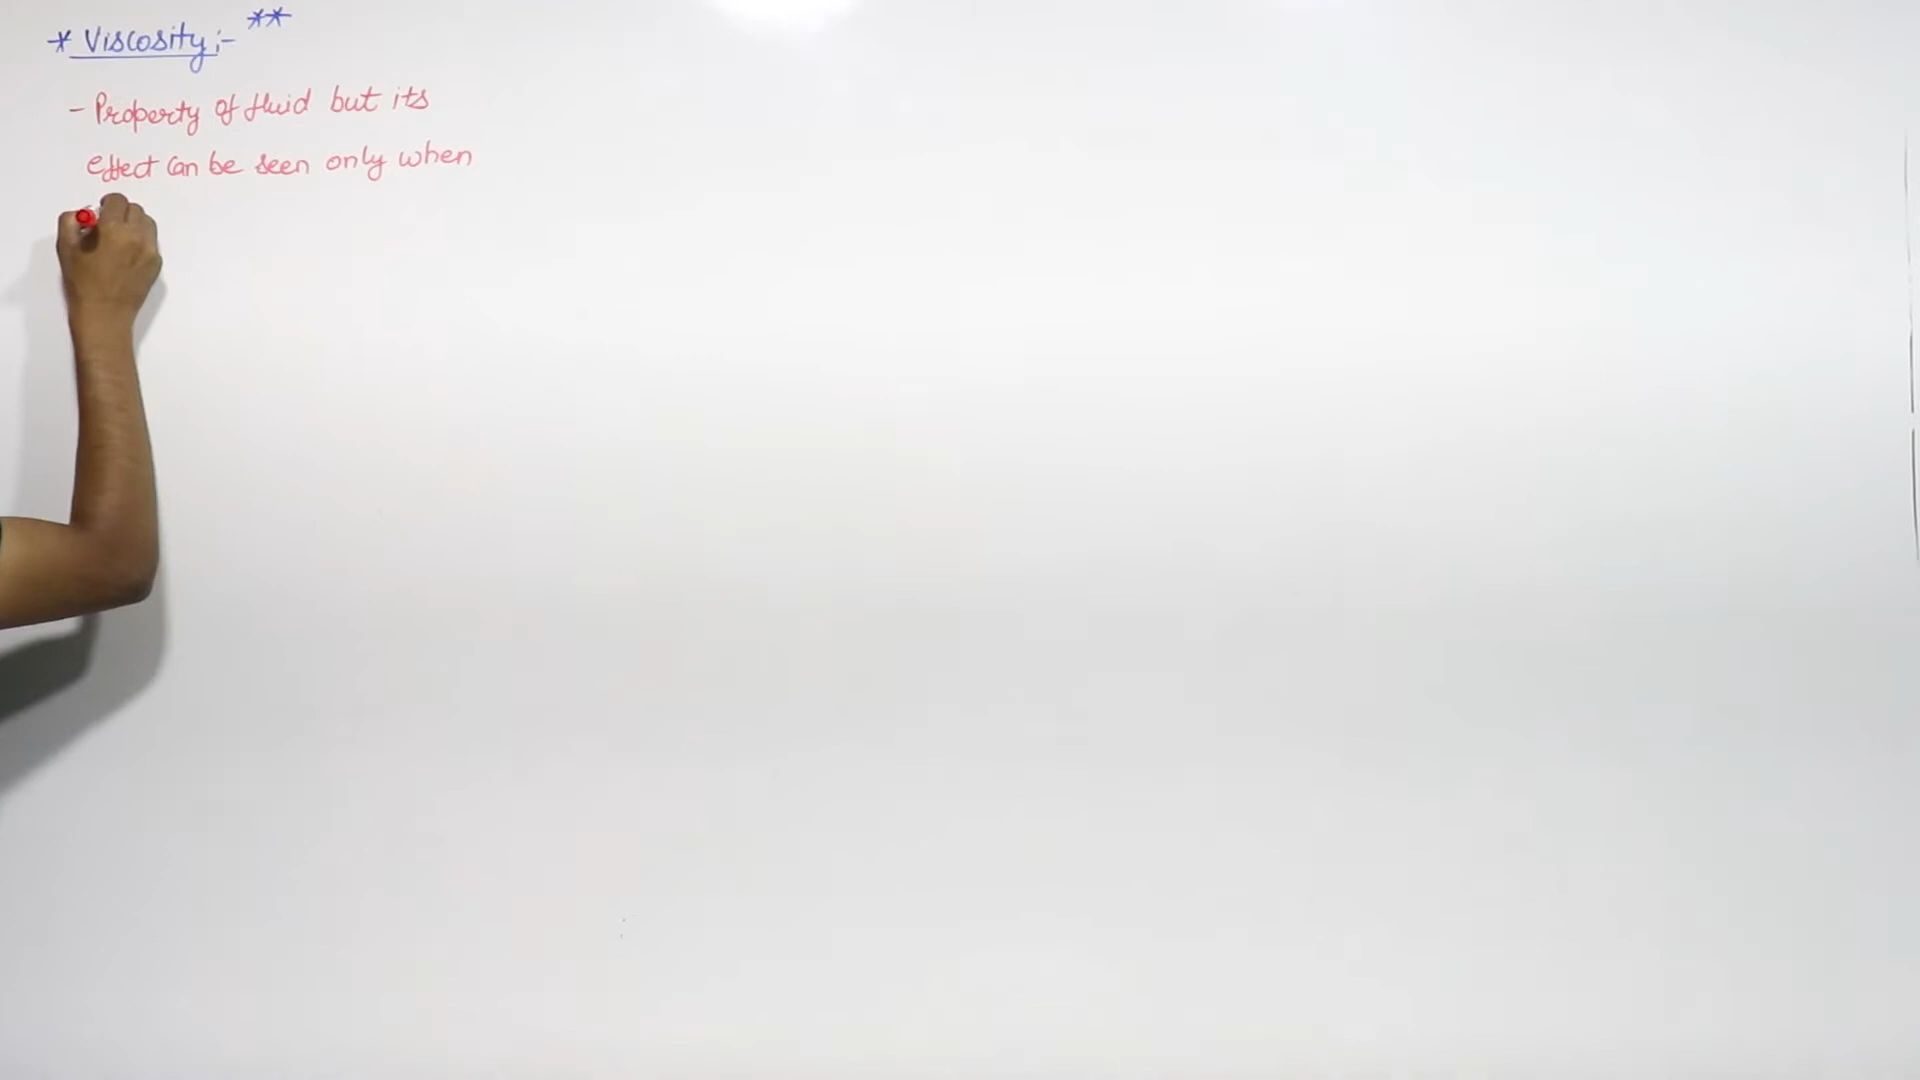 * Viscosity :- **
- Property of fluid but its
effect can be seen only when